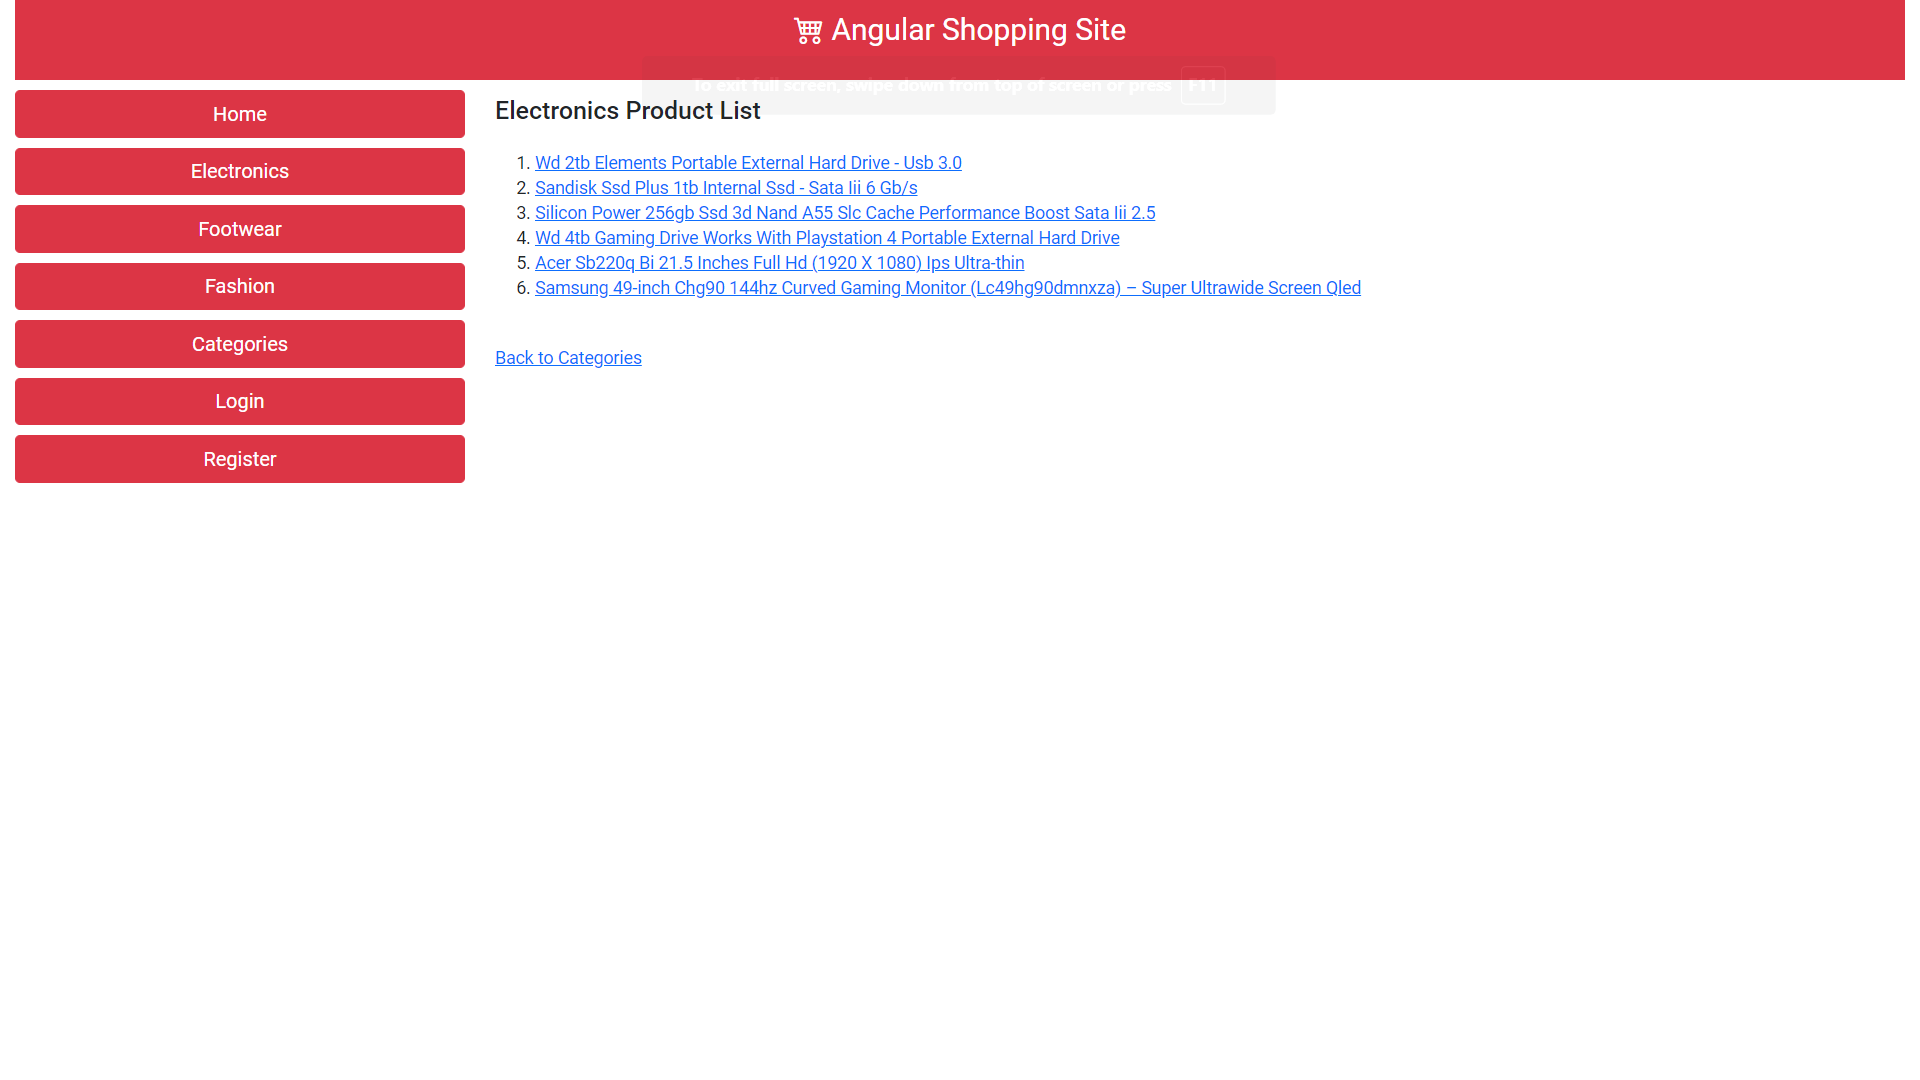 Angular Shopping Site
To exit full screen, swipe down from top of screen or press F11
Home
Electronics
Footwear
Fashion
Categories
Login
Register
Electronics Product List
1. Wd 2tb Elements Portable External Hard Drive - Usb 3.0
2. Sandisk Ssd Plus 1tb Internal Ssd - Sata Iii 6 Gb/s
3. Silicon Power 256gb Ssd 3d Nand A55 Slc Cache Performance Boost Sata Iii 2.5
4. Wd 4tb Gaming Drive Works With Playstation 4 Portable External Hard Drive
5. Acer Sb220q Bi 21.5 Inches Full Hd (1920 X 1080) Ips Ultra-thin
6. Samsung 49-inch Chg90 144hz Curved Gaming Monitor (Lc49hg90dmnxza) – Super Ultrawide Screen Qled
Back to Categories